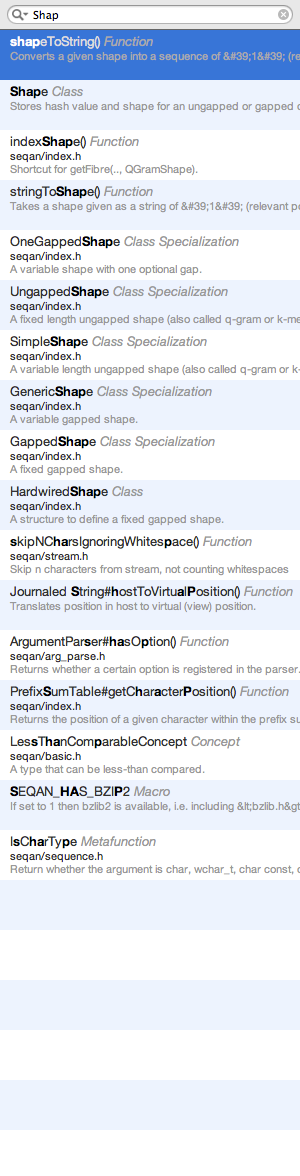 Shap
shapeToString() Function
Converts a given shape into a sequence of &#39;1&#39; (re
Shape Class
Stores hash value and shape for an ungapped or gapped
indexShape() Function
seqan/index.h
Shortcut for getFibre(.., QGramShape).
stringToShape() Function
Takes a shape given as a string of &#39;1&#39; (relevant po
OneGappedShape Class Specialization
seqan/index.h
A variable shape with one optional gap.
UngappedShape Class Specialization
seqan/index.h
A fixed length ungapped shape (also called q-gram or k-me
SimpleShape Class Specialization
seqan/index.h
A variable length ungapped shape (also called q-gram or k-
GenericShape Class Specialization
seqan/index.h
A variable gapped shape.
GappedShape Class Specialization
seqan/index.h
A fixed gapped shape.
HardwiredShape Class
seqan/index.h
A structure to define a fixed gapped shape.
skipNCharsIgnoringWhitespace() Function
seqan/stream.h
Skip n characters from stream, not counting whitespaces
Journaled String#hostToVirtualPosition() Function
Translates position in host to virtual (view) position.
ArgumentParser#hasOption() Function
seqan/arg_parse.h
Returns whether a certain option is registered in the parser.
PrefixSumTable#getCharacterPosition() Function
seqan/index.h
Returns the position of a given character within the prefix su
LessThanComparableConcept Concept
seqan/basic.h
A type that can be less-than compared.
SEQAN_HAS_BZIP2 Macro
If set to 1 then bzlib2 is available, i.e. including &lt;bzlib.h&gt
IsCharType Metafunction
seqan/sequence.h
Return whether the argument is char, wchar_t, char const,